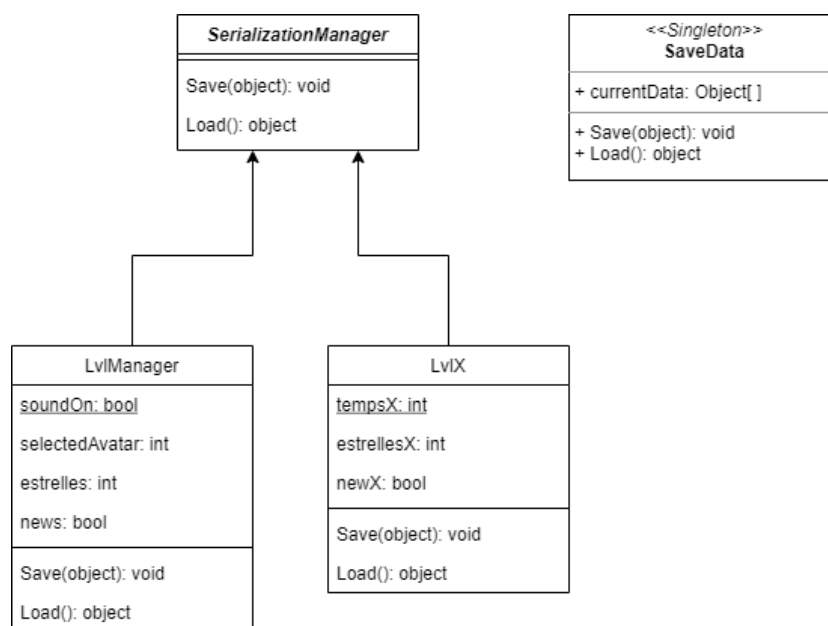 SerializationManager
Save(object): void
Load(): object
<<Singleton>>
SaveData
+ currentData: Object[ ]
+ Save(object): void
+ Load(): object
LvlManager
soundOn: bool
selectedAvatar: int
estrelles: int
news: bool
Save(object): void
Load(): object
LvlX
tempsX: int
estrellesX: int
newX: bool
Save(object): void
Load(): object